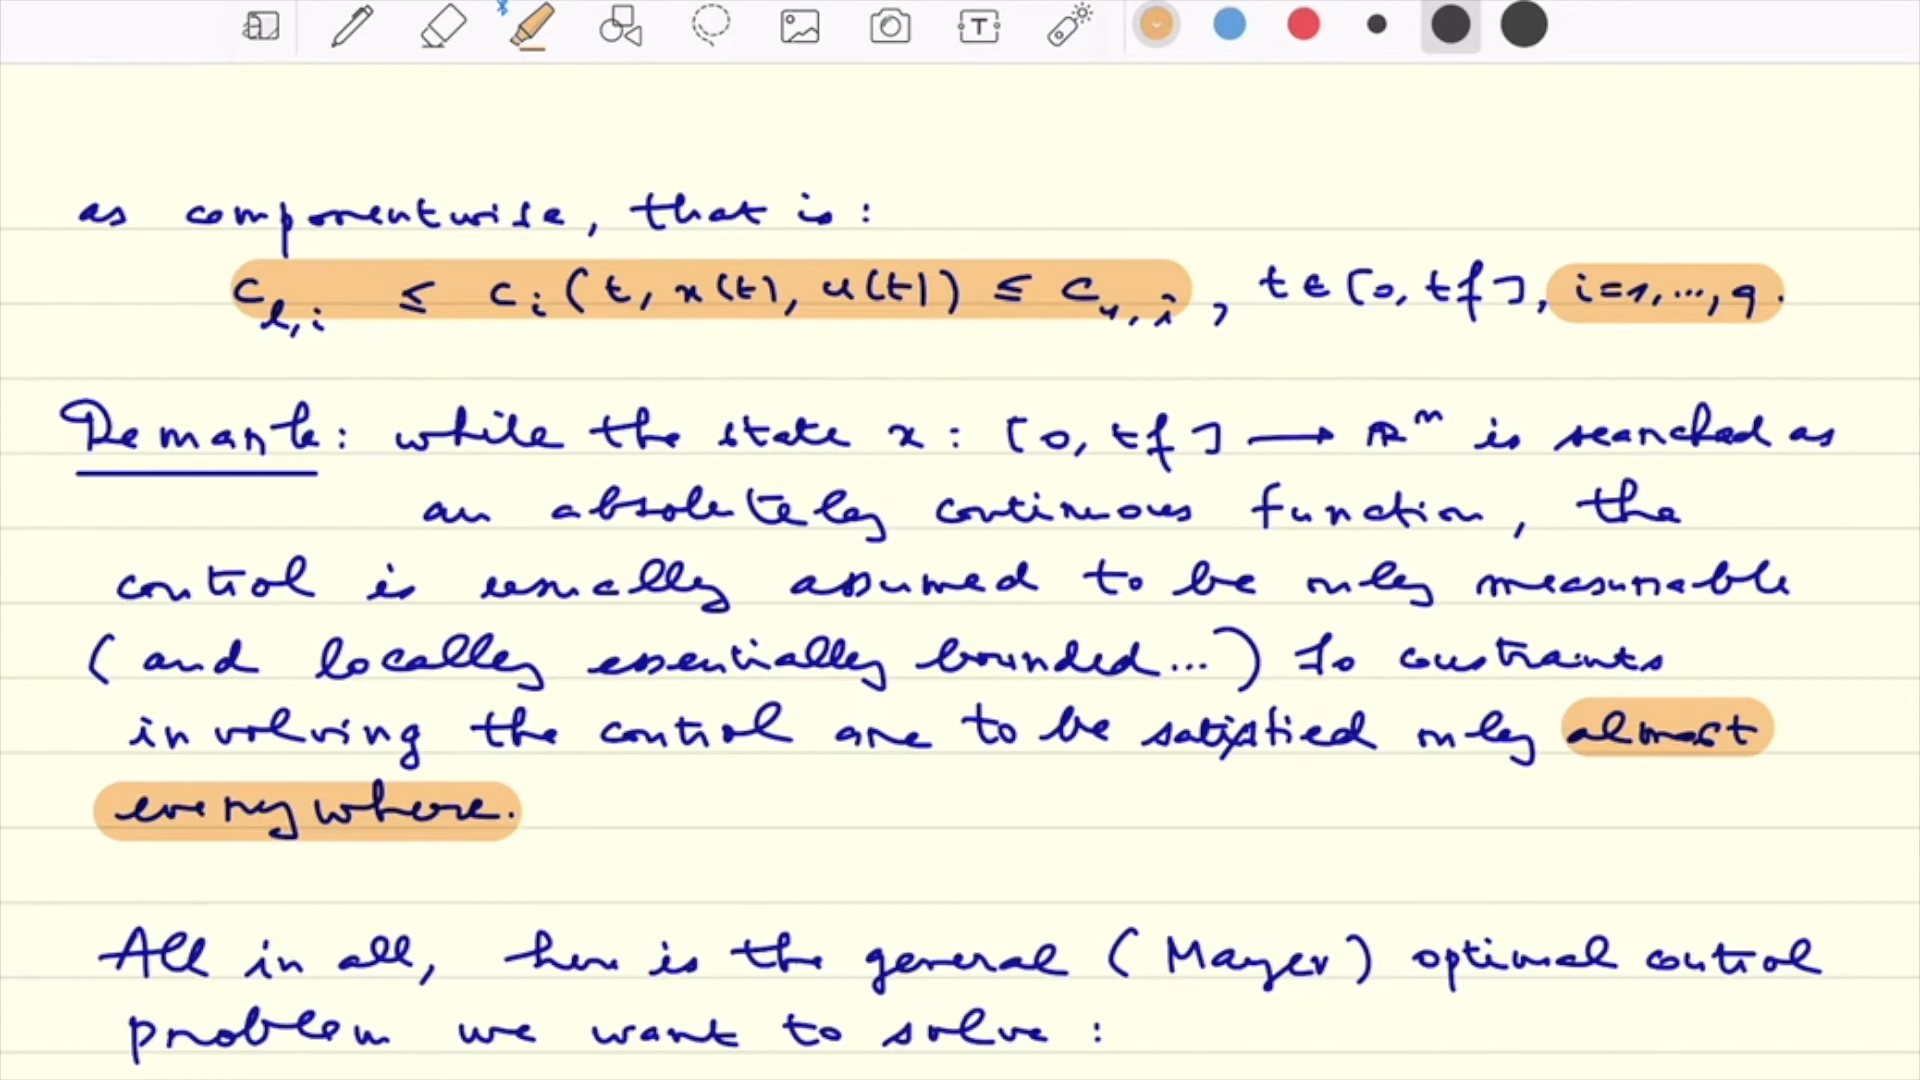 as componentwise, that is:
c_{l,i} ≤ c_i(t, x(t), u(t)) ≤ c_{u,i}, t ∈ [0, tf], i=1,...,q.
Remark: while the state x: [0, tf] → ℝ^n is searched as
an absolutely continuous function, the
control is usually assumed to be only measurable
(and locally essentially bounded...) so constraints
involving the control are to be satisfied only almost
everywhere.
All in all, here is the general (Mayer) optimal control
problem we want to solve: